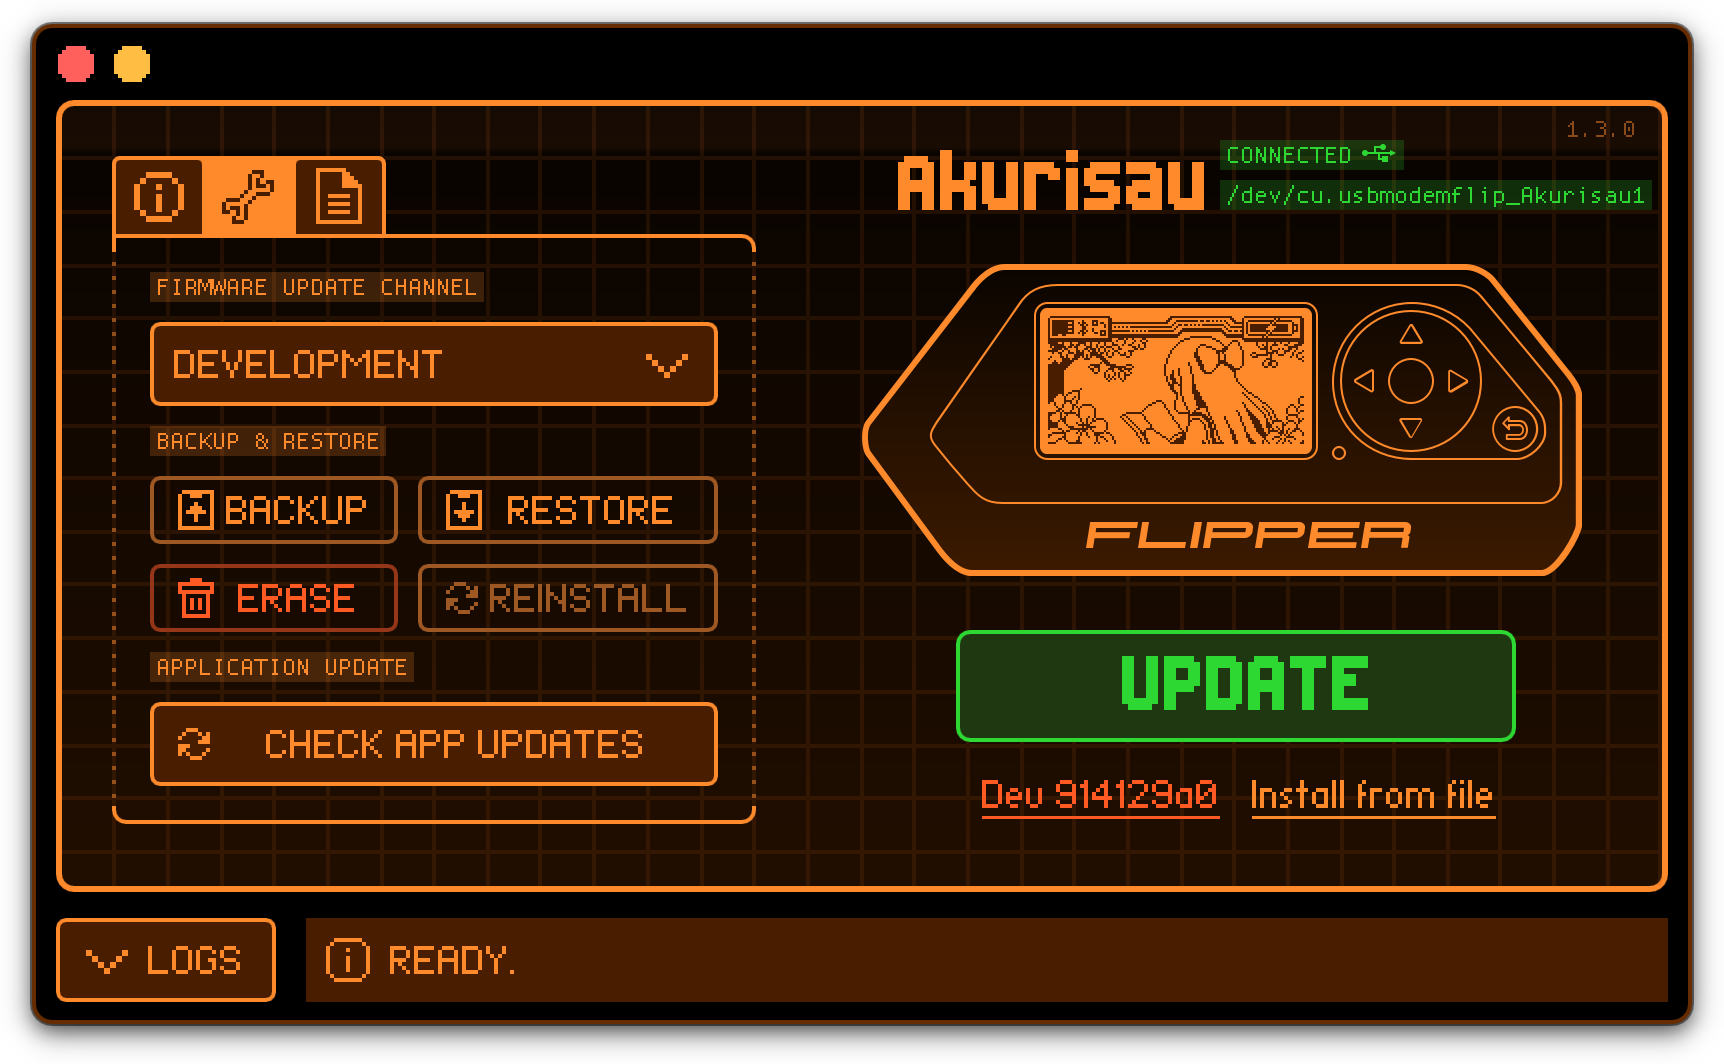 1.3.0
Akurisau
CONNECTED
/dev/cu.usbmodemflip_Akurisau1
FIRMWARE UPDATE CHANNEL
DEVELOPMENT
BACKUP & RESTORE
BACKUP
RESTORE
ERASE
REINSTALL
APPLICATION UPDATE
CHECK APP UPDATES
FLIPPER
UPDATE
Dev 914129a0
Install from file
LOGS
READY.